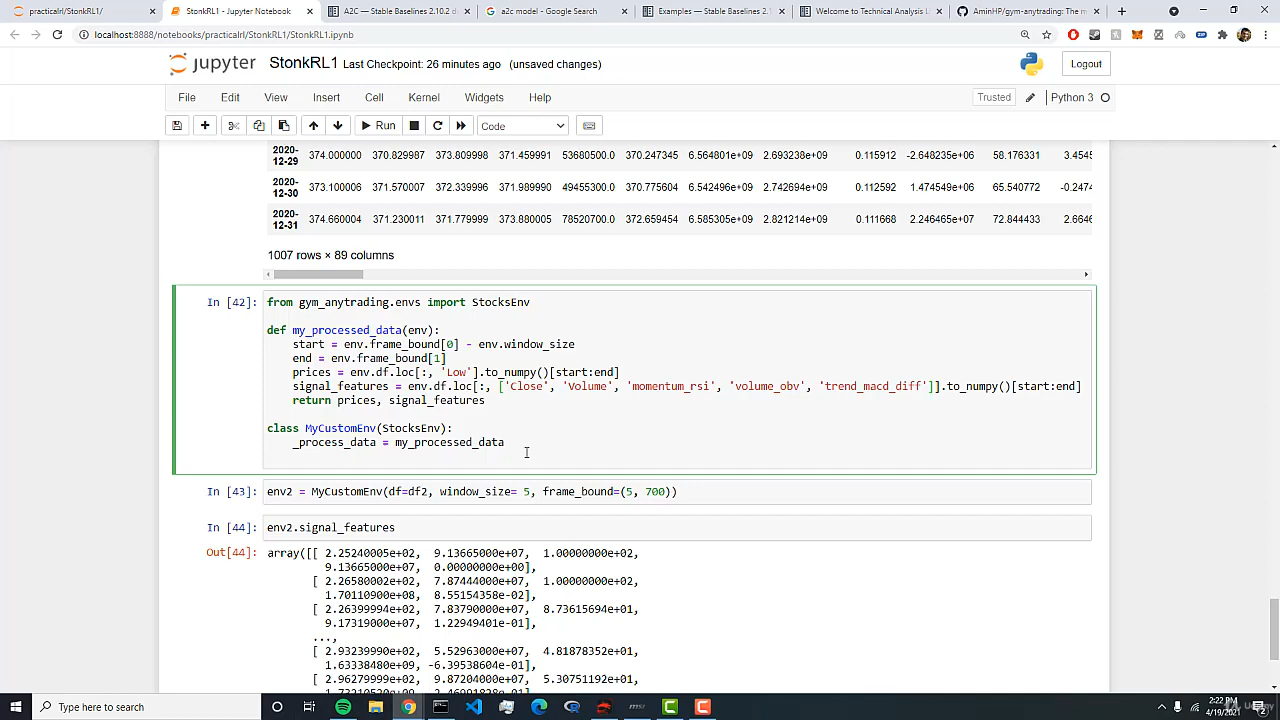 practicalrl/StonkRL1/
StonkRL1 - Jupyter Notebook
A2C — Stable Baselines 2.10.2 d
a2c model - Google Search
Examples — Stable Baselines 2.1
Welcome to Technical Analysis L
AminHP/gym-anytrading: The m
localhost:8888/notebooks/practicalrl/StonkRL1/StonkRL1.ipynb
jupyter StonkRL1 Last Checkpoint: 26 minutes ago (unsaved changes)
Logout
File Edit View Insert Cell Kernel Widgets Help
Trusted
Python 3
Run
Code
2020-12-29 374.000000 370.829987 373.809998 371.459991 53680500.0 370.247345 6.564801e+09 2.693238e+09 0.115912 -2.648235e+06 58.176331 3.4545
2020-12-30 373.100006 371.570007 372.339996 371.989990 49455300.0 370.775604 6.542496e+09 2.742694e+09 0.112592 1.474549e+06 65.540772 -0.2474
2020-12-31 374.660004 371.230011 371.779999 373.880005 78520700.0 372.659454 6.585305e+09 2.821214e+09 0.111668 2.246465e+07 72.844433 2.6646
1007 rows × 89 columns
In [42]: from gym_anytrading.envs import StocksEnv
def my_processed_data(env):
start = env.frame_bound[0] - env.window_size
end = env.frame_bound[1]
prices = env.df.loc[:, 'Low'].to_numpy()[start:end]
signal_features = env.df.loc[:, ['Close', 'Volume', 'momentum_rsi', 'volume_obv', 'trend_macd_diff']].to_numpy()[start:end]
return prices, signal_features
class MyCustomEnv(StocksEnv):
_process_data = my_processed_data
In [43]: env2 = MyCustomEnv(df=df2, window_size= 5, frame_bound=(5, 700))
In [44]: env2.signal_features
Out[44]: array([[ 2.25240005e+02, 9.13665000e+07, 1.00000000e+02,
9.13665000e+07, 0.00000000e+00],
[ 2.26580002e+02, 7.87444000e+07, 1.00000000e+02,
1.70110900e+08, 8.55154358e-02],
[ 2.26399994e+02, 7.83790000e+07, 8.73615694e+01,
9.17319000e+07, 1.22949401e-01],
...,
[ 2.93239990e+02, 5.52963000e+07, 4.81878352e+01,
1.63338480e+09, -6.39538604e-01],
[ 2.96279999e+02, 9.87204000e+07, 5.30751192e+01,
Type here to search
2:22 PM
4/19/2021